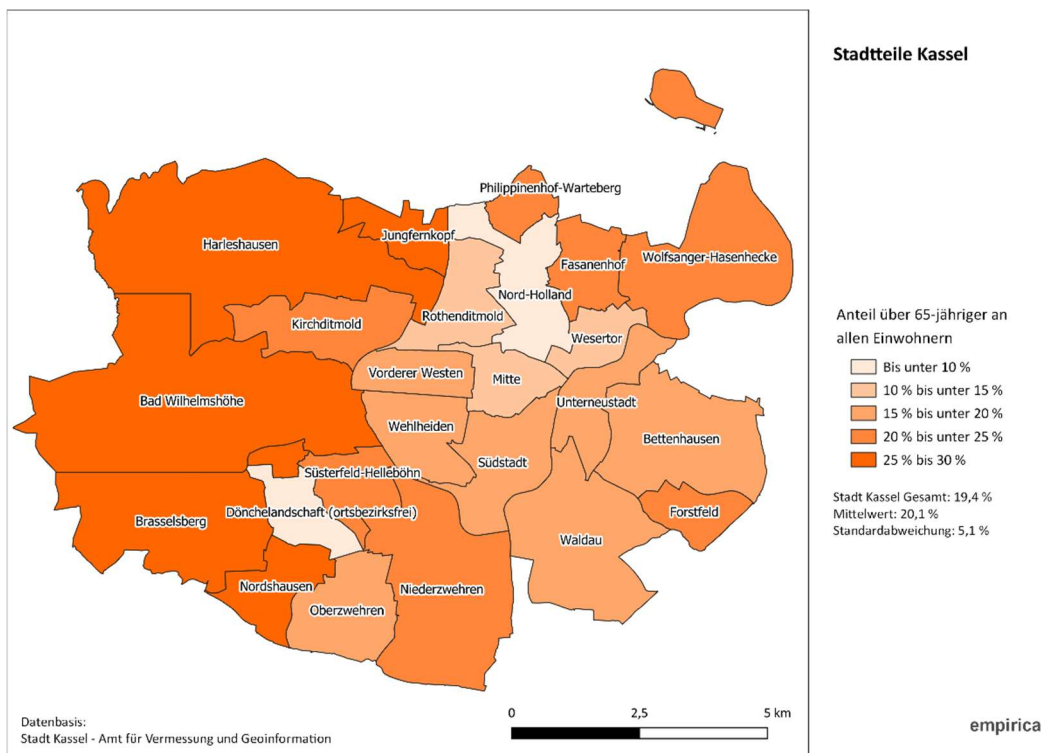 Stadtteile Kassel
Philippinenhof-Warteberg
Jungfernkopf
Harleshausen
Wolfsanger-Hasenhecke
Fasanenhof
Nord-Holland
Rothenditmold
Kirchditmold
Wesertor
Vorderer Westen
Mitte
Bad Wilhelmshöhe
Unterneustadt
Wehlheiden
Bettenhausen
Südstadt
Süsterfeld-Helleböhn
Dönchelandschaft (ortsbezirksfrei)
Forstfeld
Brasselsberg
Waldau
Nordshausen
Niederzwehren
Oberzwehren
Anteil über 65-jähriger an
allen Einwohnern
Bis unter 10 %
10 % bis unter 15 %
15 % bis unter 20 %
20 % bis unter 25 %
25 % bis 30 %
Stadt Kassel Gesamt: 19,4 %
Mittelwert: 20,1 %
Standardabweichung: 5,1 %
Datenbasis:
Stadt Kassel - Amt für Vermessung und Geoinformation
0 2,5 5 km
empirica